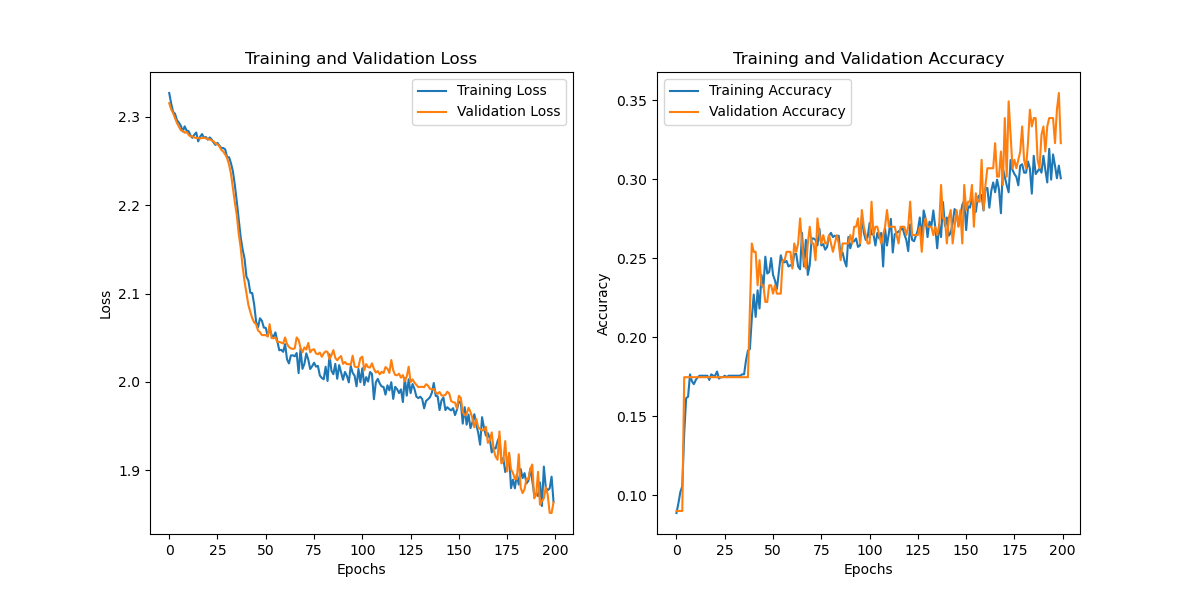 Training and Validation Loss
Training Loss
Validation Loss
2.3
2.2
2.1
2.0
1.9
Loss
0 25 50 75 100 125 150 175 200
Epochs
Training and Validation Accuracy
Training Accuracy
Validation Accuracy
0.35
0.30
0.25
0.20
0.15
0.10
Accuracy
0 25 50 75 100 125 150 175 200
Epochs